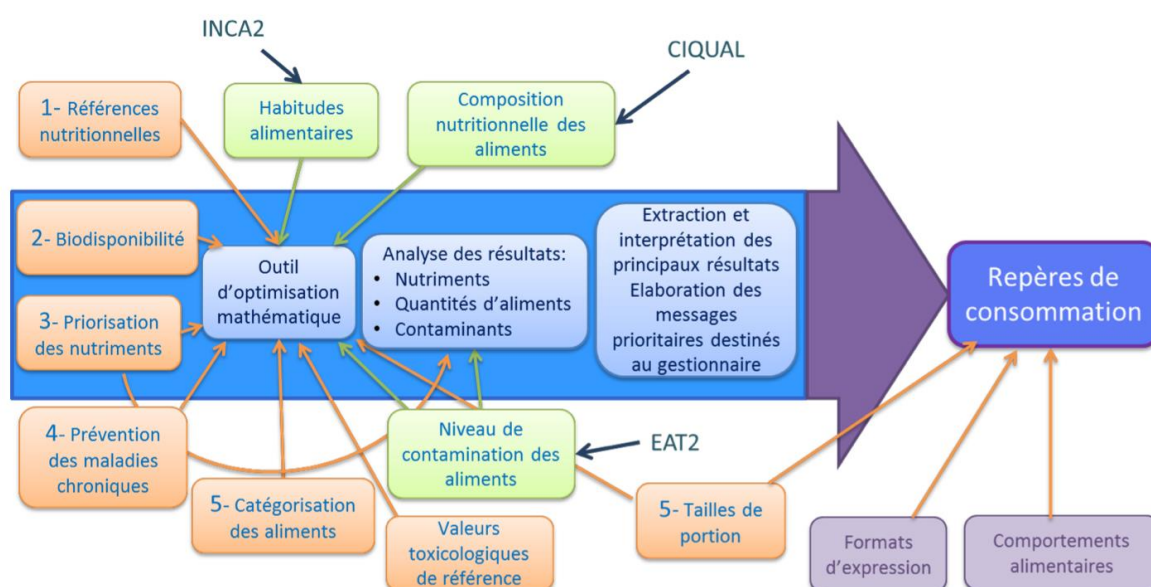 INCA2
CIQUAL
1- Références
nutritionnelles
Habitudes
alimentaires
Composition
nutritionnelle des
aliments
2- Biodisponibilité
Outil
d'optimisation
mathématique
Analyse des résultats:
• Nutriments
• Quantités d'aliments
• Contaminants
Extraction et
interprétation des
principaux résultats
Elaboration des
messages
prioritaires destinés
au gestionnaire
Repères de
consommation
3- Priorisation
des nutriments
4- Prévention
des maladies
chroniques
Niveau de
contamination des
aliments
EAT2
5- Catégorisation
des aliments
Valeurs
toxicologiques
de référence
5- Tailles de
portion
Formats
d'expression
Comportements
alimentaires